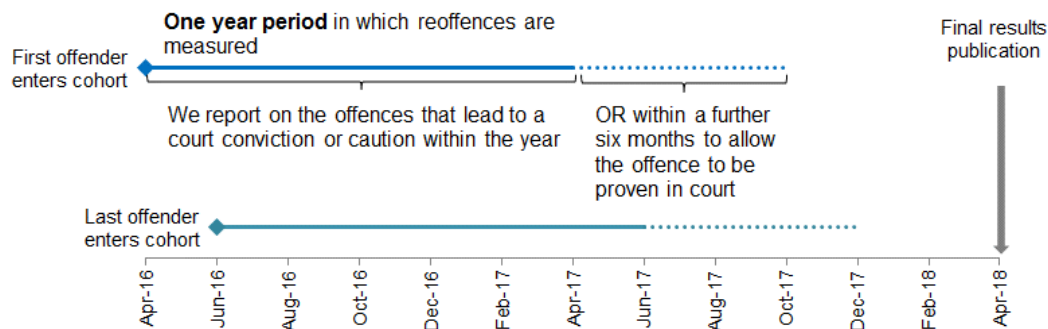 One year period in which reoffences are
measured
Final results
publication
First offender
enters cohort
We report on the offences that lead to a
court conviction or caution within the year
OR within a further
six months to allow
the offence to be
proven in court
Last offender
enters cohort
Apr-16
Jun-16
Aug-16
Oct-16
Dec-16
Feb-17
Apr-17
Jun-17
Aug-17
Oct-17
Dec-17
Feb-18
Apr-18